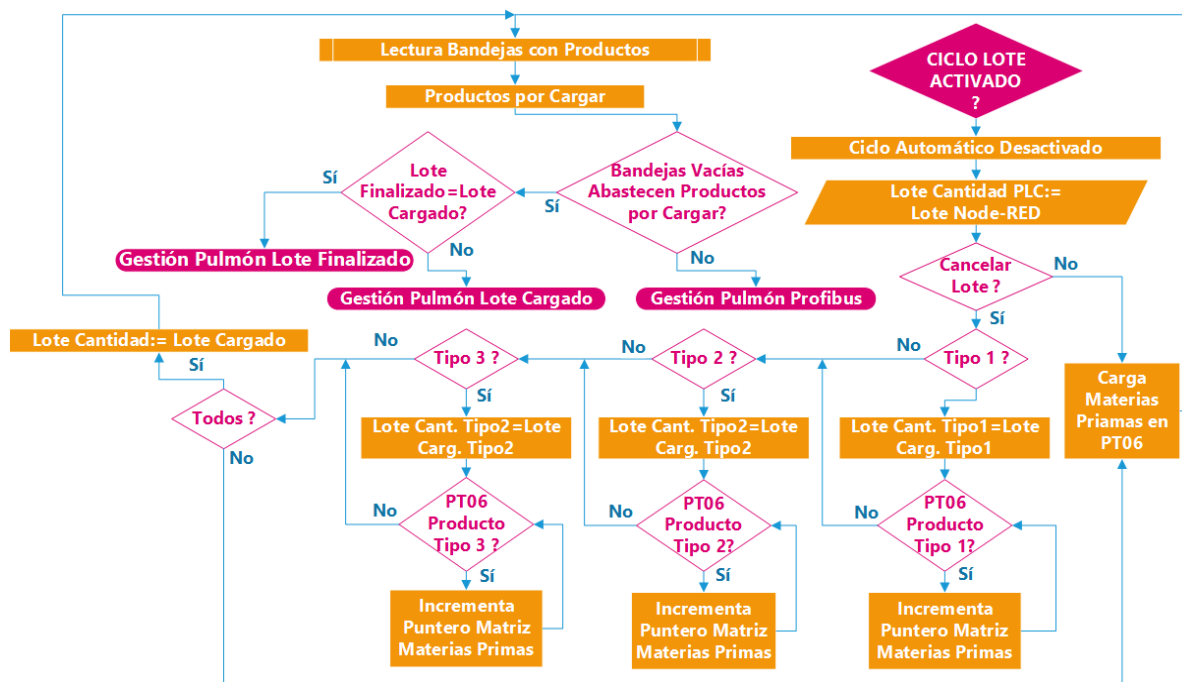 Lectura Bandejas con Productos
Productos por Cargar
CICLO LOTE
ACTIVADO
?
Ciclo Automático Desactivado
Lote Cantidad PLC:=
Lote Node-RED
Bandejas Vacías
Abastecen Productos
por Cargar?
Sí
No
Lote
Finalizado=Lote
Cargado?
Sí
No
Gestión Pulmón Lote Finalizado
Gestión Pulmón Lote Cargado
Gestión Pulmón Profibus
Cancelar
Lote ?
No
Sí
Carga
Materias
Priamas en
PT06
Tipo 1 ?
No
Sí
Tipo 2 ?
No
Sí
Tipo 3 ?
No
Sí
Lote Cantidad:= Lote Cargado
Sí
Todos ?
No
Lote Cant. Tipo2=Lote
Carg. Tipo2
Lote Cant. Tipo2=Lote
Carg. Tipo2
Lote Cant. Tipo1=Lote
Carg. Tipo1
PT06
Producto
Tipo 3 ?
No
Sí
PT06
Producto
Tipo 2?
No
Sí
PT06
Producto
Tipo 1?
No
Sí
Incrementa
Puntero Matriz
Materias Primas
Incrementa
Puntero Matriz
Materias Primas
Incrementa
Puntero Matriz
Materias Primas